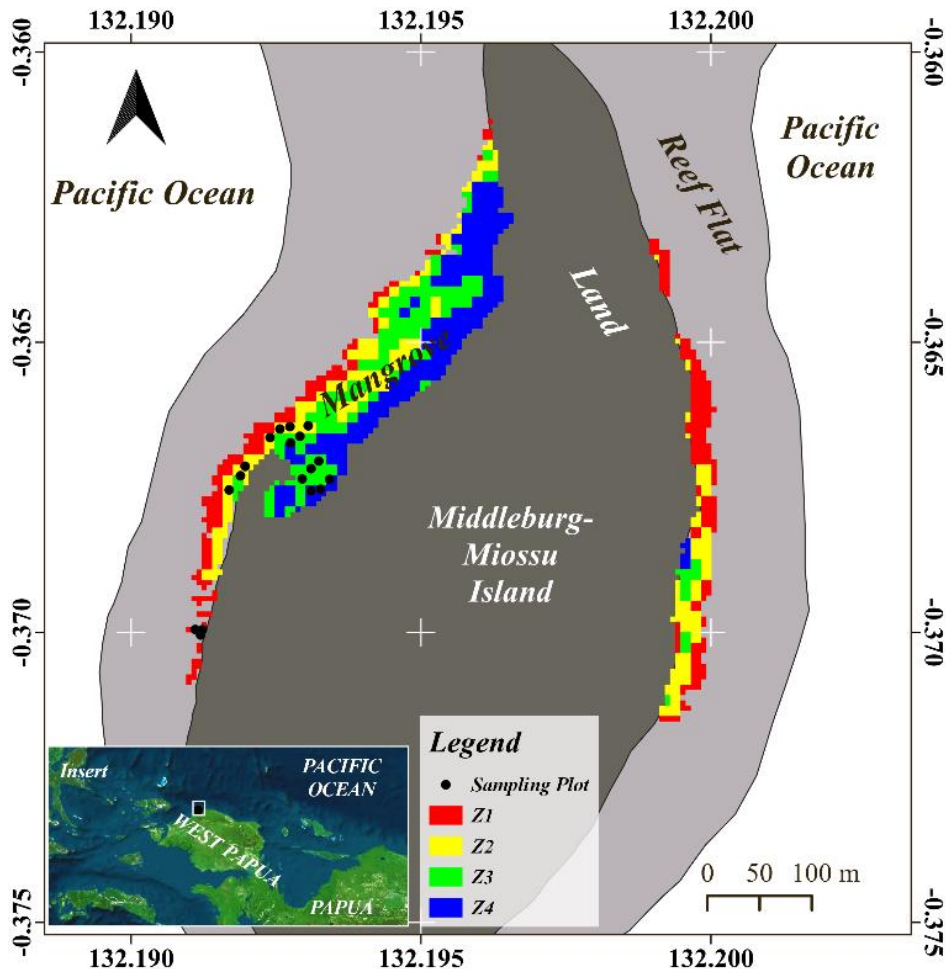 132.190 132.195 132.200
-0.360 -0.360
Pacific Ocean
Pacific
Ocean
Reef Flat
Land
-0.365 -0.365
Mangrove
Middleburg-
Miossu
Island
-0.370 -0.370
Legend
Sampling Plot
Z1
Z2
Z3
Z4
Insert
PACIFIC
OCEAN
WEST PAPUA
PAPUA
0 50 100 m
-0.375 -0.375
132.190 132.195 132.200